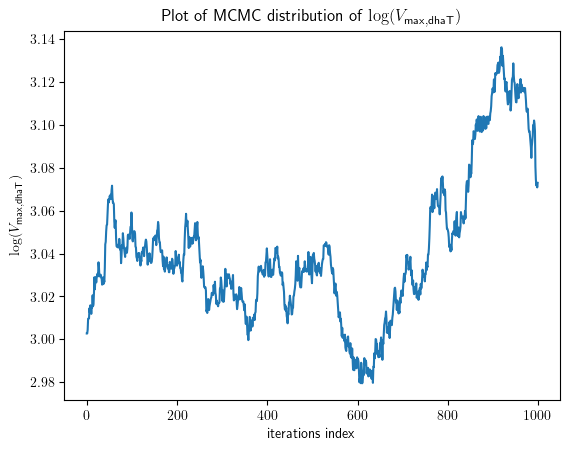 Plot of MCMC distribution of log(V_max,dhaT)
3.14
3.12
3.10
3.08
3.06
3.04
3.02
3.00
2.98
log(V_max,dhaT)
0 200 400 600 800 1000
iterations index